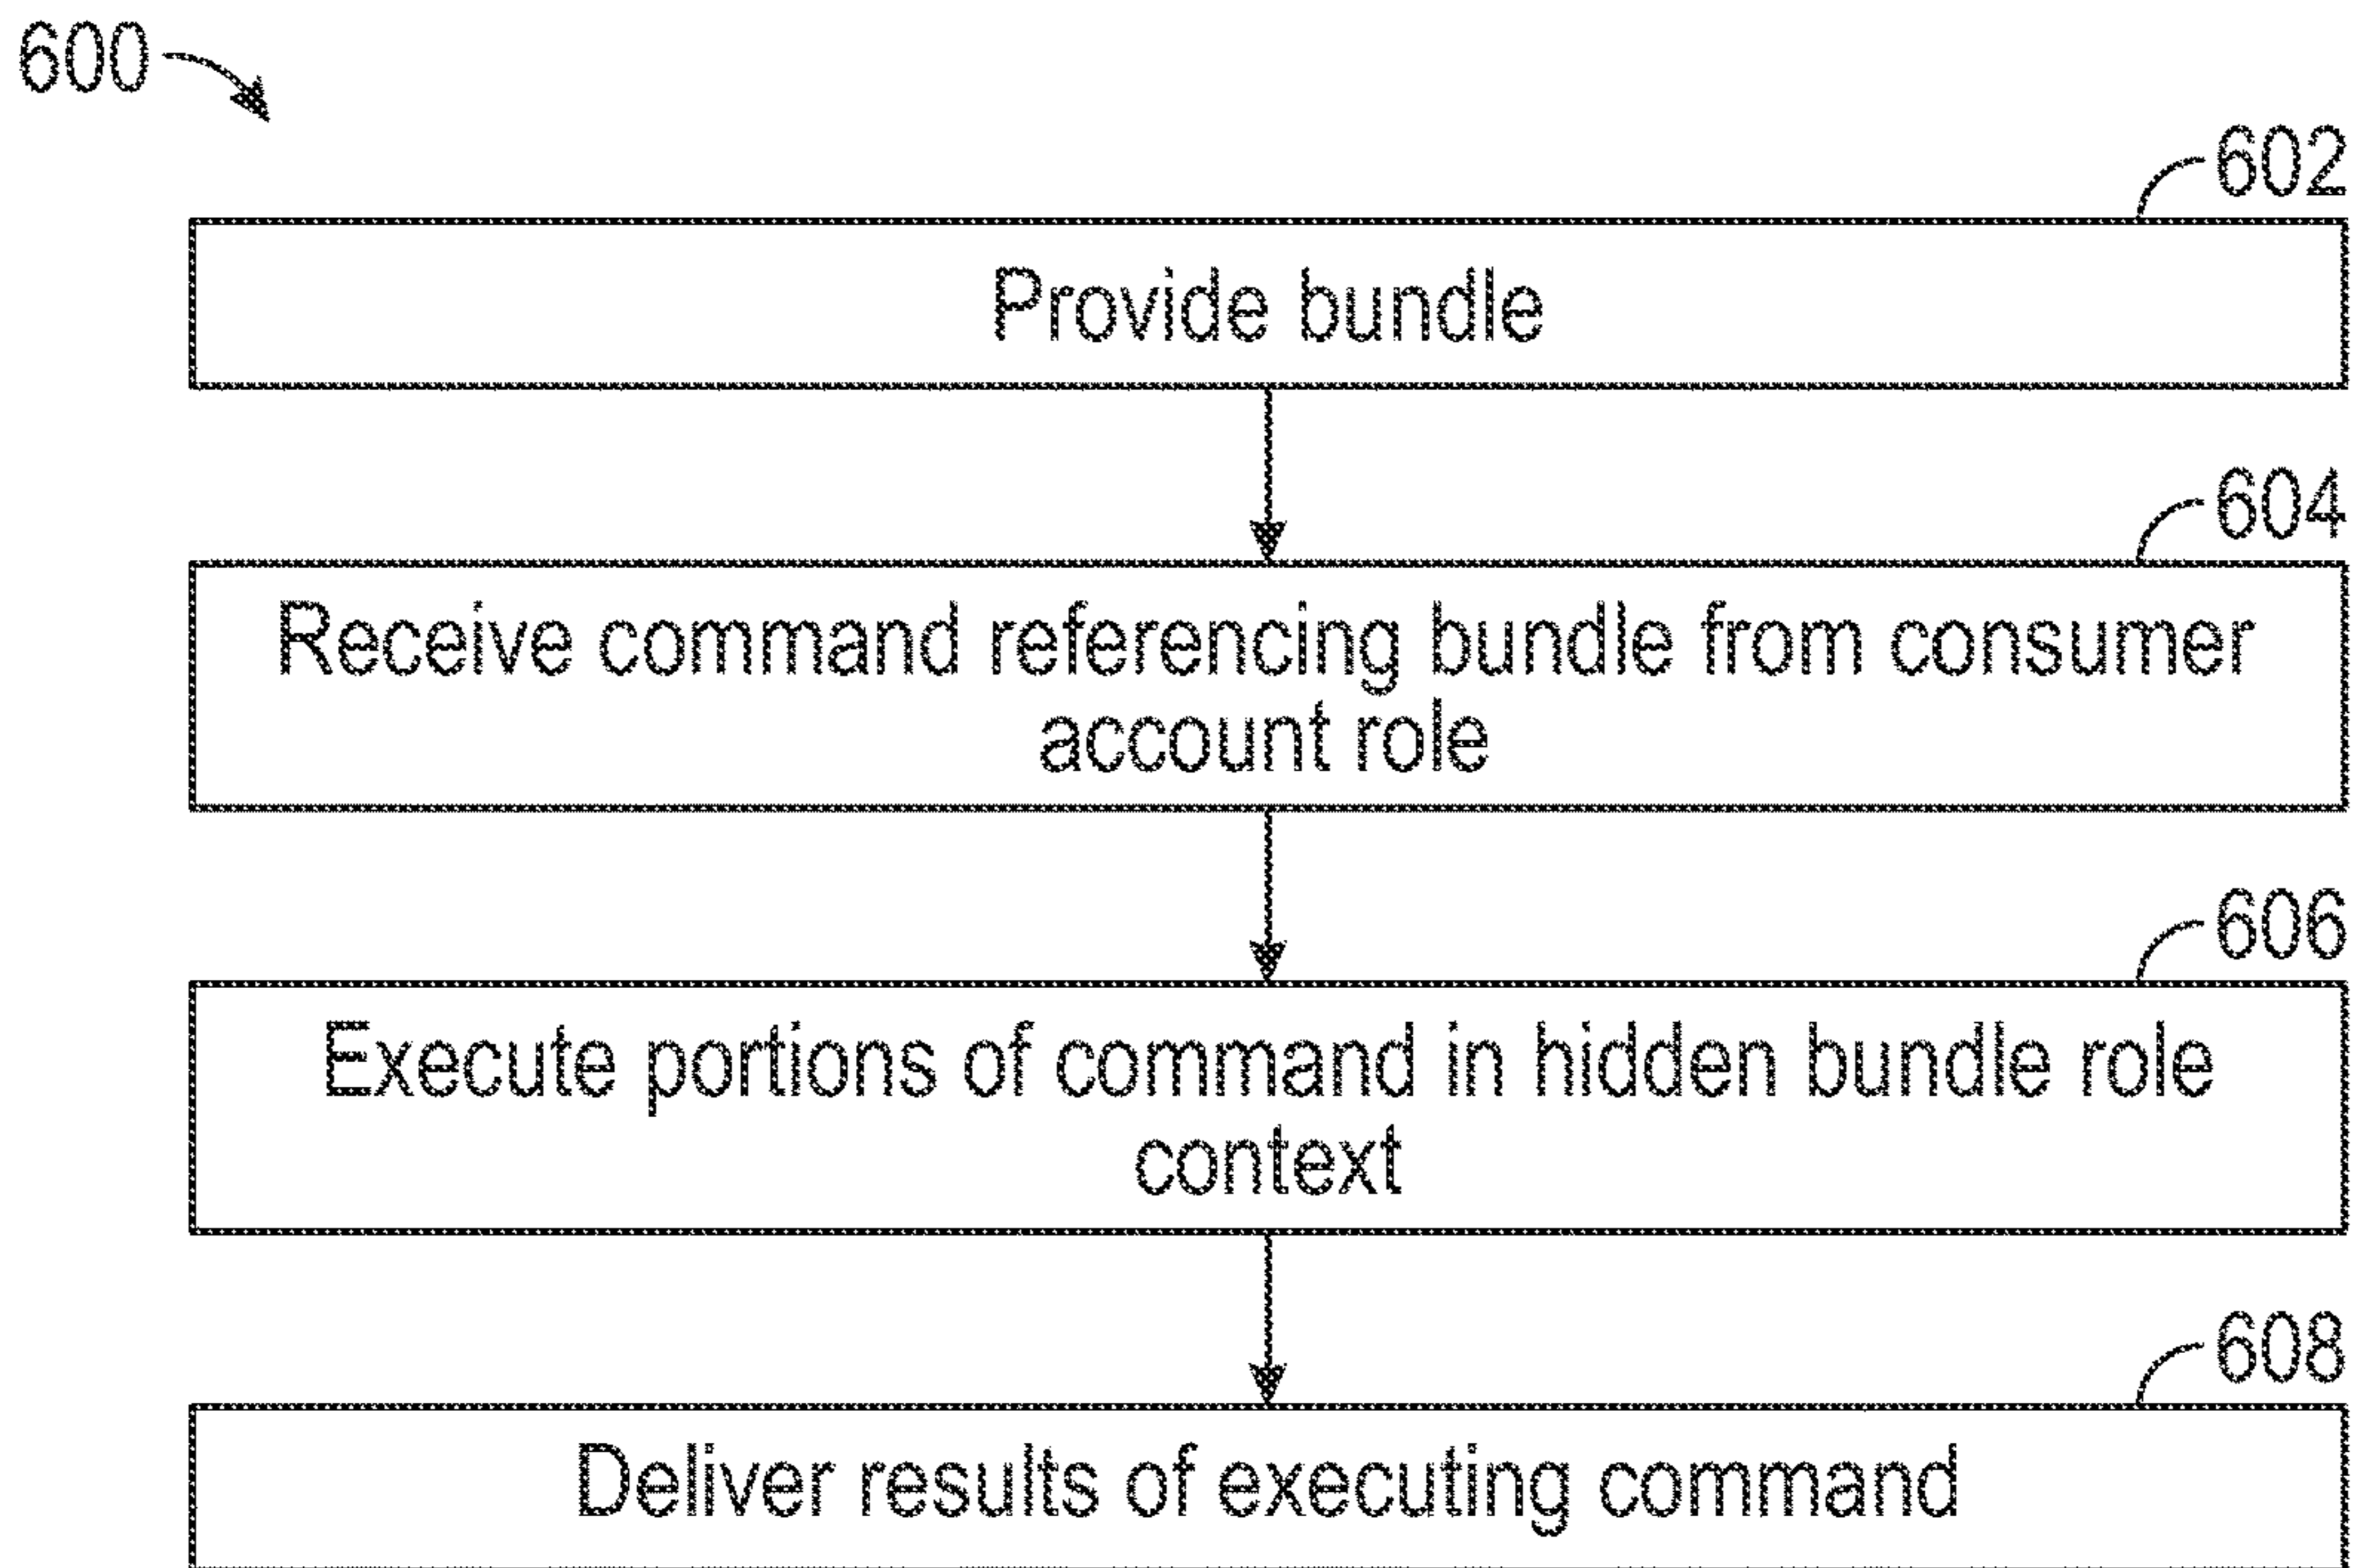 600
602
Provide bundle
604
Receive command referencing bundle from consumer
account role
606
Execute portions of command in hidden bundle role
context
608
Deliver results of executing command